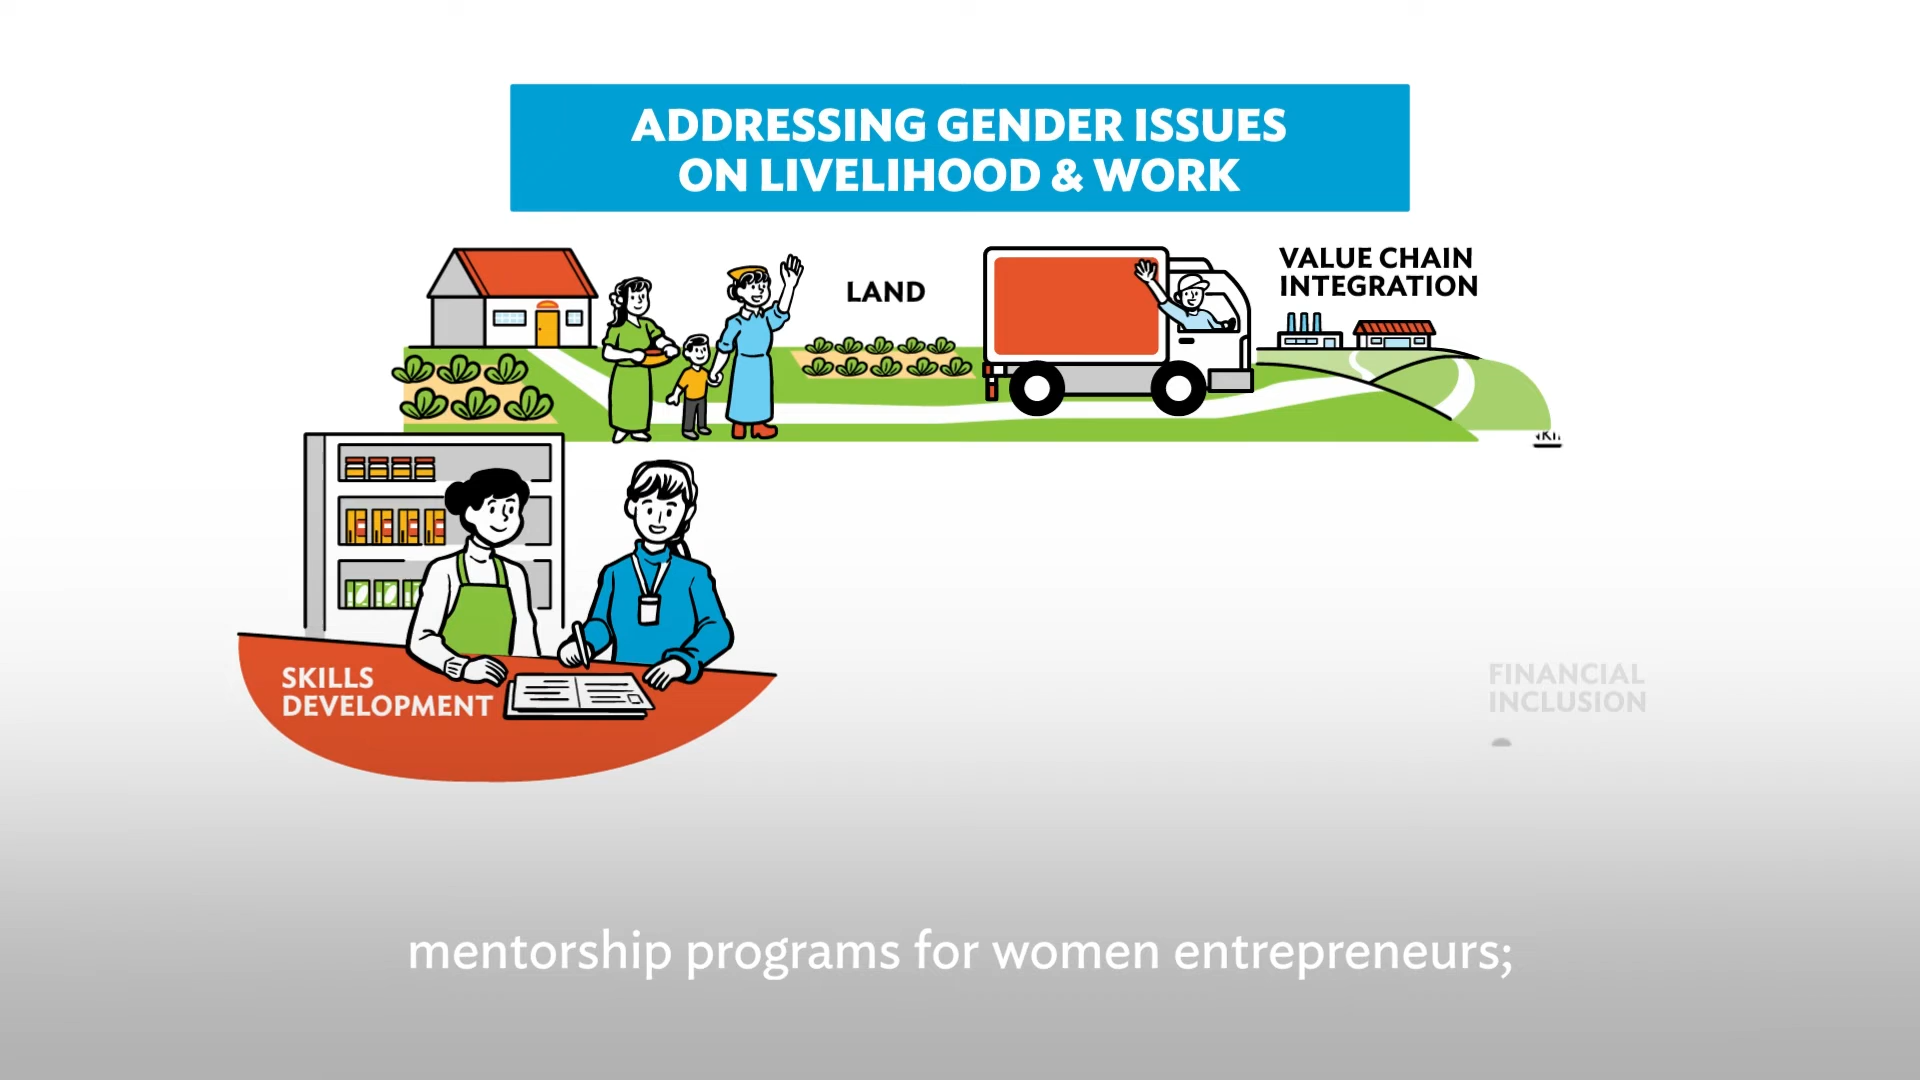 ADDRESSING GENDER ISSUES
ON LIVELIHOOD & WORK
LAND
VALUE CHAIN
INTEGRATION
SKILLS
DEVELOPMENT
FINANCIAL
INCLUSION
mentorship programs for women entrepreneurs;